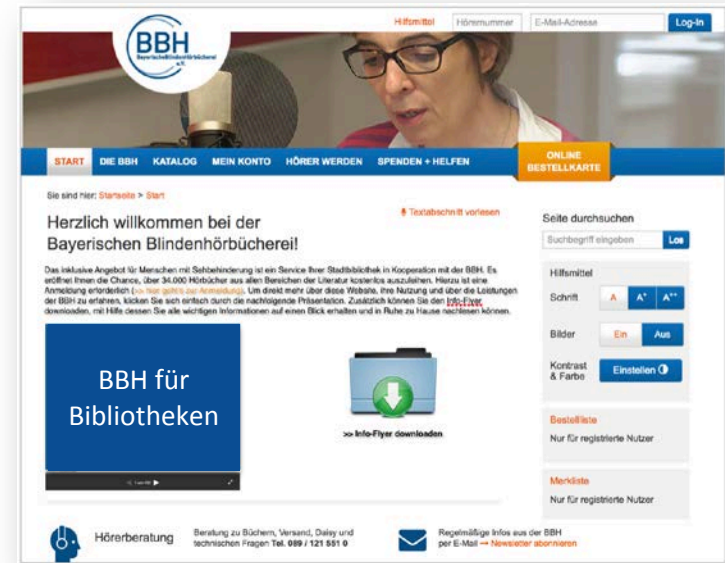 Hilfsmittel Hörernummer E-Mail-Adresse Log-in
BBH
BayerischeBlindenhörbücherei
e.V.
START DIE BBH KATALOG MEIN KONTO HÖRER WERDEN SPENDEN + HELFEN
ONLINE
BESTELLKARTE
Sie sind hier: Startseite > Start
Herzlich willkommen bei der
Bayerischen Blindenhörbücherei!
Textabschnitt vorlesen
Das inklusive Angebot für Menschen mit Sehbehinderung ist ein Service Ihrer Stadtbibliothek in Kooperation mit der BBH. Es
eröffnet Ihnen die Chance, über 34.000 Hörbücher aus allen Bereichen der Literatur kostenlos auszuleihen. Hierzu ist eine
Anmeldung erforderlich (>> hier geht's zur Anmeldung). Um direkt mehr über diese Website, ihre Nutzung und über die Leistungen
der BBH zu erfahren, klicken Sie sich einfach durch die nachfolgende Präsentation. Zusätzlich können Sie den Info-Flyer
downloaden, mit Hilfe dessen Sie alle wichtigen Informationen auf einen Blick erhalten und in Ruhe zu Hause nachlesen können.
BBH für
Bibliotheken
>> Info-Flyer downloaden
Seite durchsuchen
Suchbegriff eingeben Los
Hilfsmittel
Schrift A A+ A++
Bilder Ein Aus
Kontrast
& Farbe Einstellen
Bestellliste
Nur für registrierte Nutzer
Merkliste
Nur für registrierte Nutzer
Hörerberatung
Beratung zu Büchern, Versand, Daisy und
technischen Fragen Tel. 089 / 121 551 0
Regelmäßige Infos aus der BBH
per E-Mail → Newsletter abonnieren